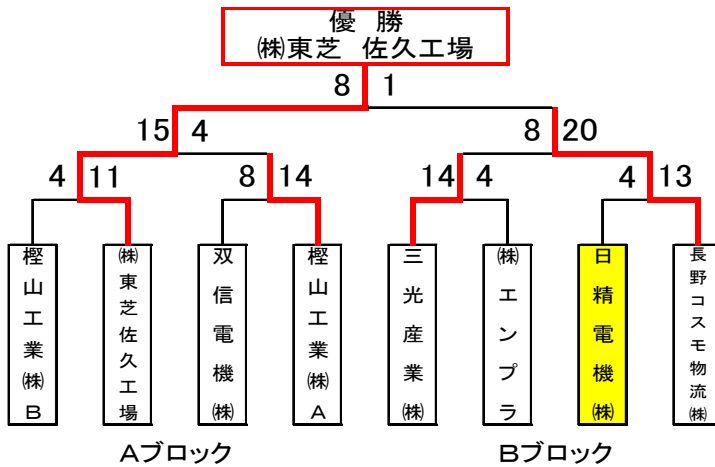 優 勝
㈱東芝 佐久工場
8 1
15 4 8 20
4 11 8 14 14 4 4 13
樫山工業㈱B
㈱東芝佐久工場
双信電機㈱
樫山工業㈱A
三光産業㈱
㈱エンプラ
日精電機㈱
長野コスモ物流㈱
Aブロック Bブロック